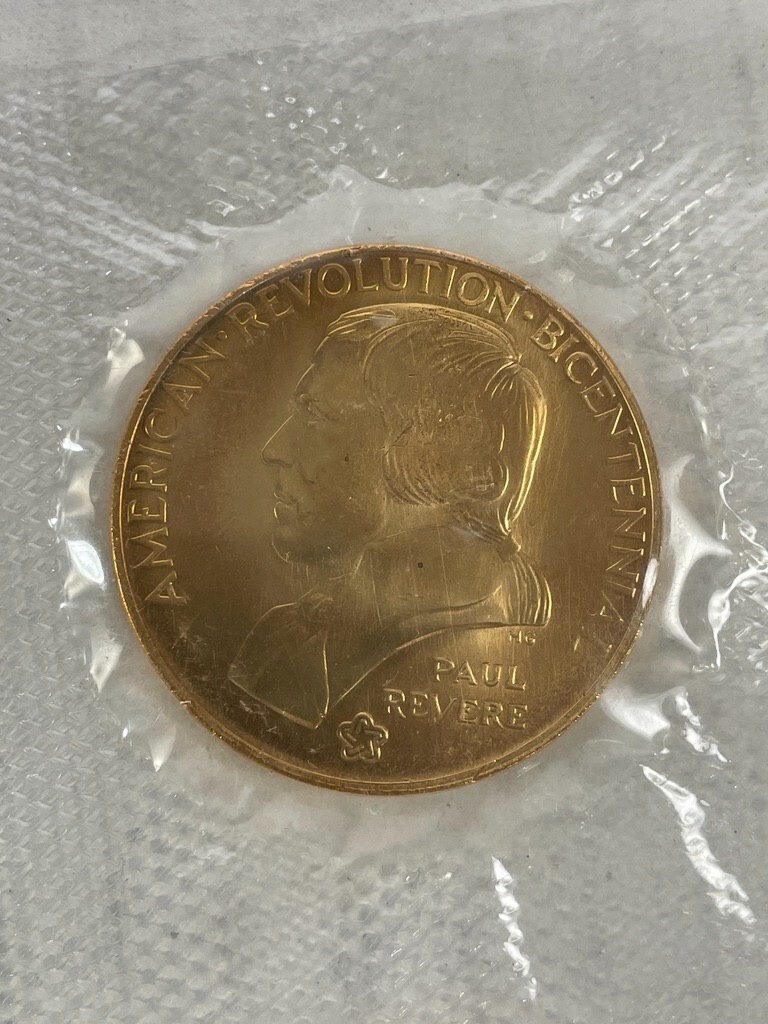 AMERICAN · REVOLUTION · BICENTENNIAL
MG
PAUL
REVERE